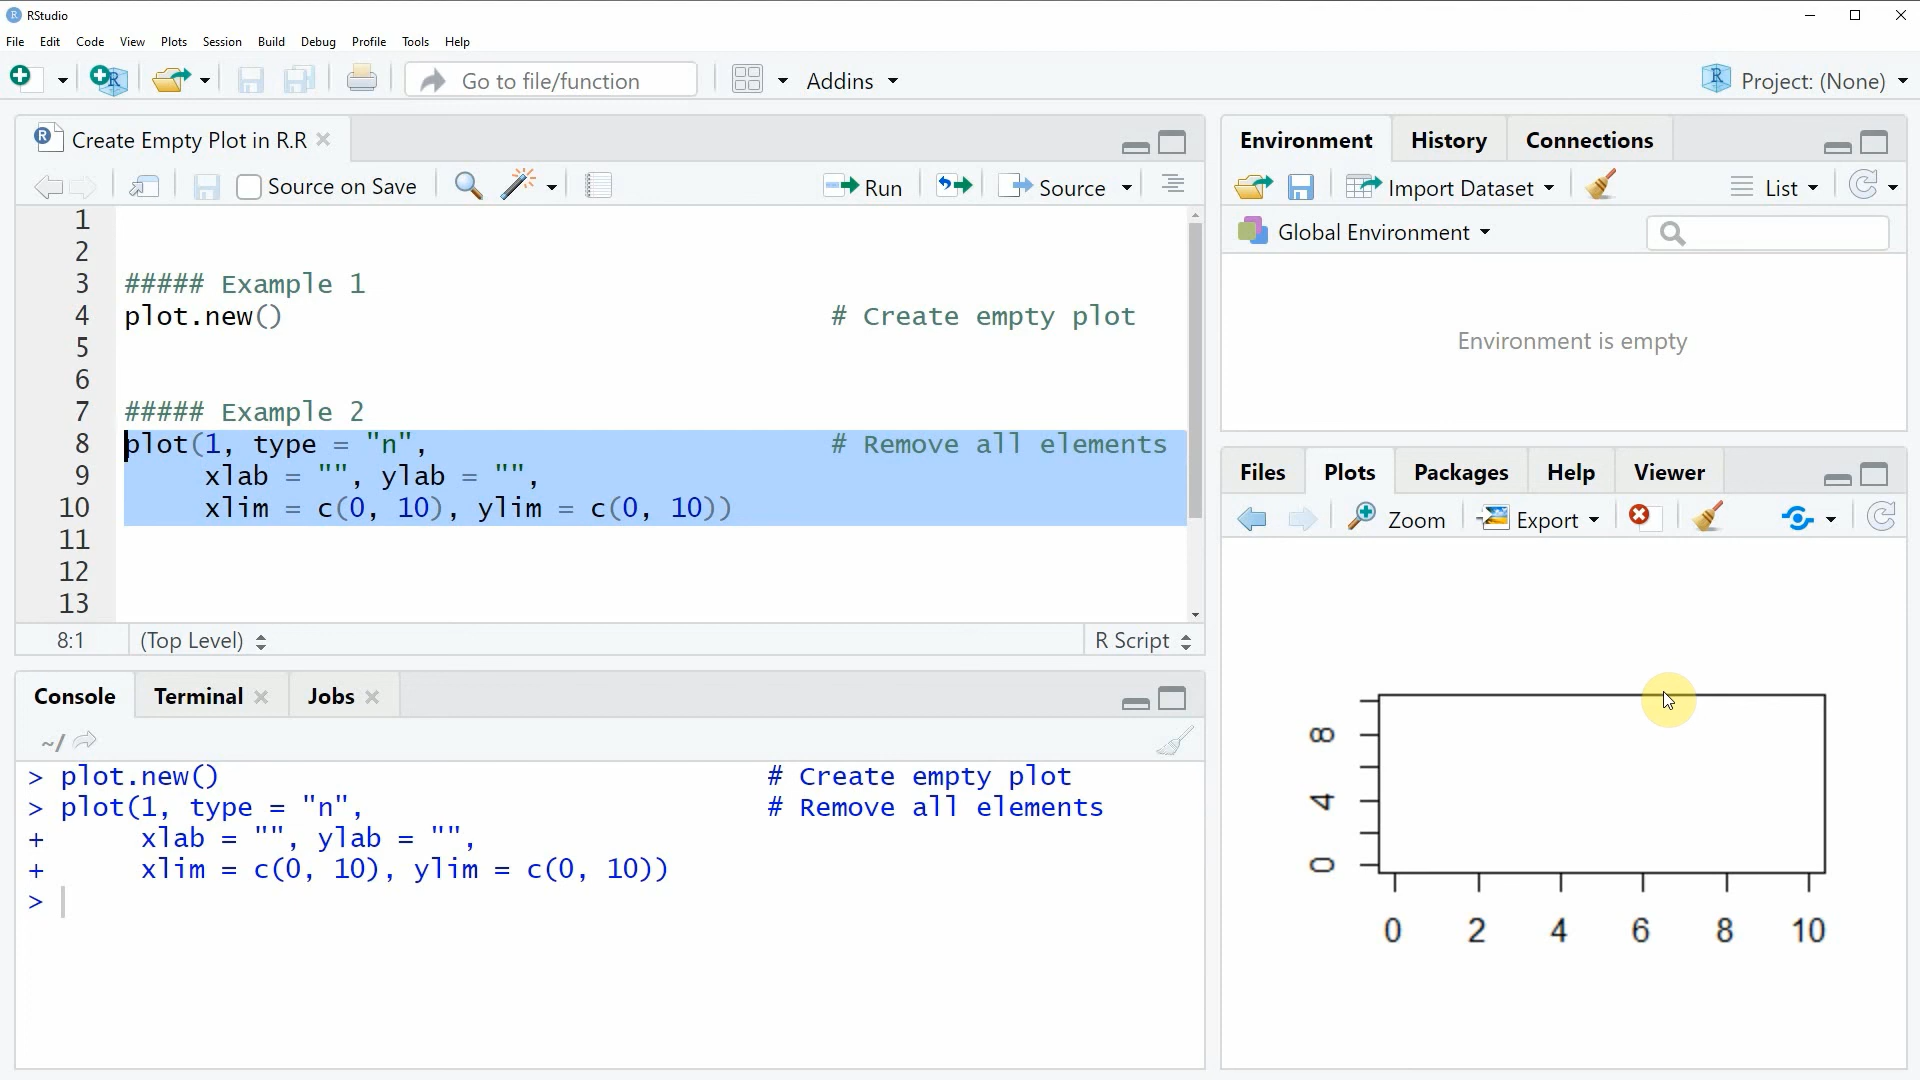 RStudio
File Edit Code View Plots Session Build Debug Profile Tools Help
Go to file/function Addins Project: (None)
Create Empty Plot in R.R
Source on Save Run Source
1
2
3 ##### Example 1
4 plot.new() # Create empty plot
5
6
7 ##### Example 2
8 plot(1, type = "n", # Remove all elements
9 xlab = "", ylab = "",
10 xlim = c(0, 10), ylim = c(0, 10))
11
12
13
8:1 (Top Level) R Script
Console Terminal Jobs
~/
> plot.new() # Create empty plot
> plot(1, type = "n", # Remove all elements
+ xlab = "", ylab = "",
+ xlim = c(0, 10), ylim = c(0, 10))
>
Environment History Connections
Import Dataset List
Global Environment
Environment is empty
Files Plots Packages Help Viewer
Zoom Export
8
4
0
0 2 4 6 8 10